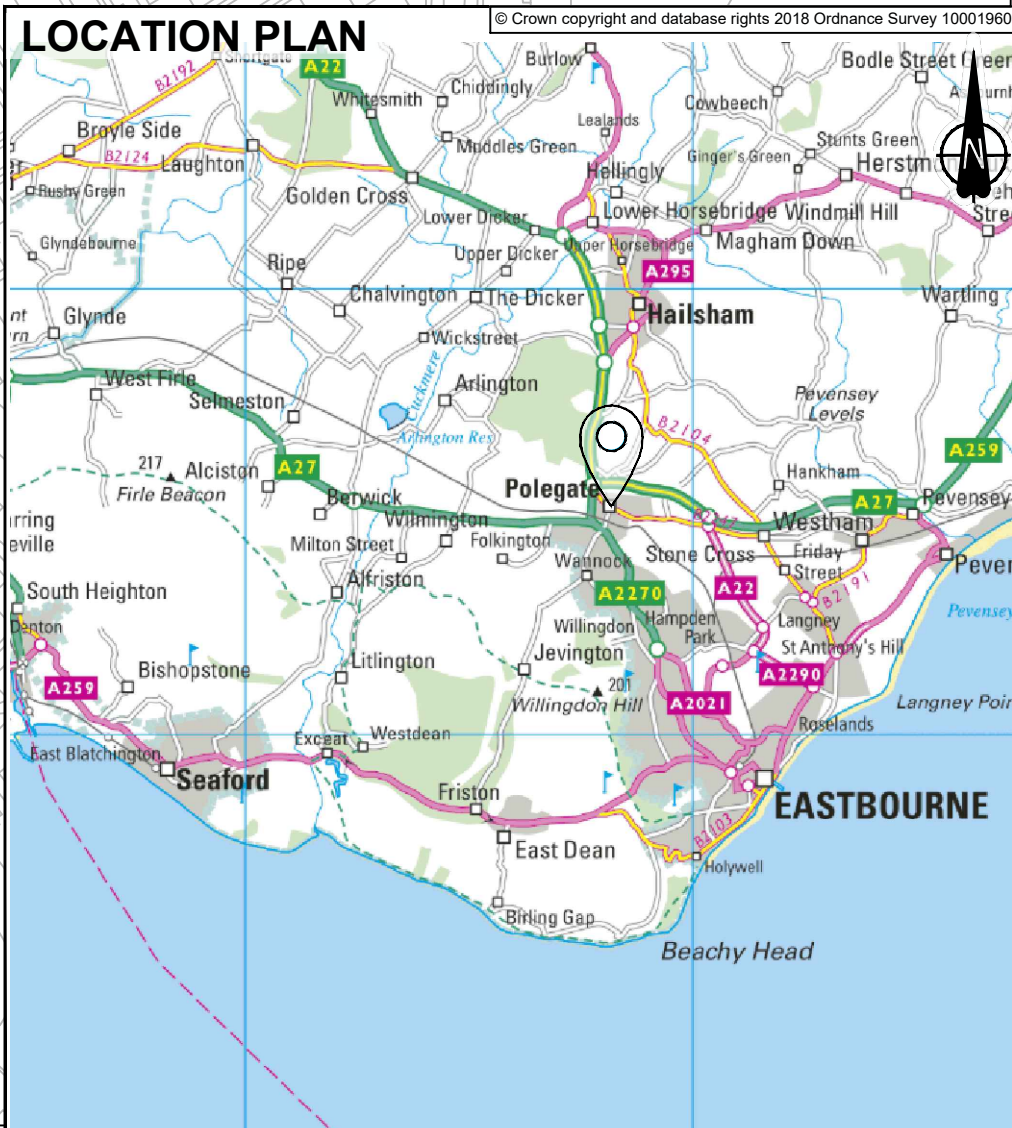 LOCATION PLAN
© Crown copyright and database rights 2018 Ordnance Survey 10001960
Shortgate
A22
Burlow
Bodle Street Green
B2192
Whitesmith
Chiddingly
Cowbeech
Lealands
Stunts Green
Broyle Side
Muddles Green
Ginger's Green
B2124
Laughton
Hellingly
N
Rushy Green
Golden Cross
Lower Dicker
Lower Horsebridge
Windmill Hill
Glyndebourne
Upper Dicker
Upper Horsebridge
Magham Down
Ripe
A295
Chalvington
The Dicker
Wartling
Glynde
Hailsham
Wickstreet
Cuckmere
West Firle
Arlington
Selmeston
Pevensey
Levels
Arlington Res
B2104
217
Alciston
A27
Firle Beacon
Hankham
A259
Polegate
A27
Berwick
Pevensey
Wilmington
B2247
Westham
Milton Street
Folkington
Stone Cross
Friday
Street
Wannock
Alfriston
A2270
A22
B2191
South Heighton
Denton
Willingdon
Hampden
Park
Langney
St Anthony's Hill
Bishopstone
Litlington
Jevington
A259
201
Willingdon Hill
A2290
A2021
Langney
Roselands
East Blatchington
Exceat
Westdean
Seaford
Friston
EASTBOURNE
East Dean
B2103
Holywell
Birling Gap
Beachy Head